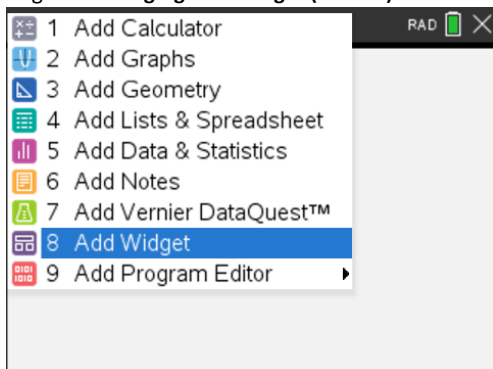 RAD
1 Add Calculator
2 Add Graphs
3 Add Geometry
4 Add Lists & Spreadsheet
5 Add Data & Statistics
6 Add Notes
7 Add Vernier DataQuest™
8 Add Widget
9 Add Program Editor